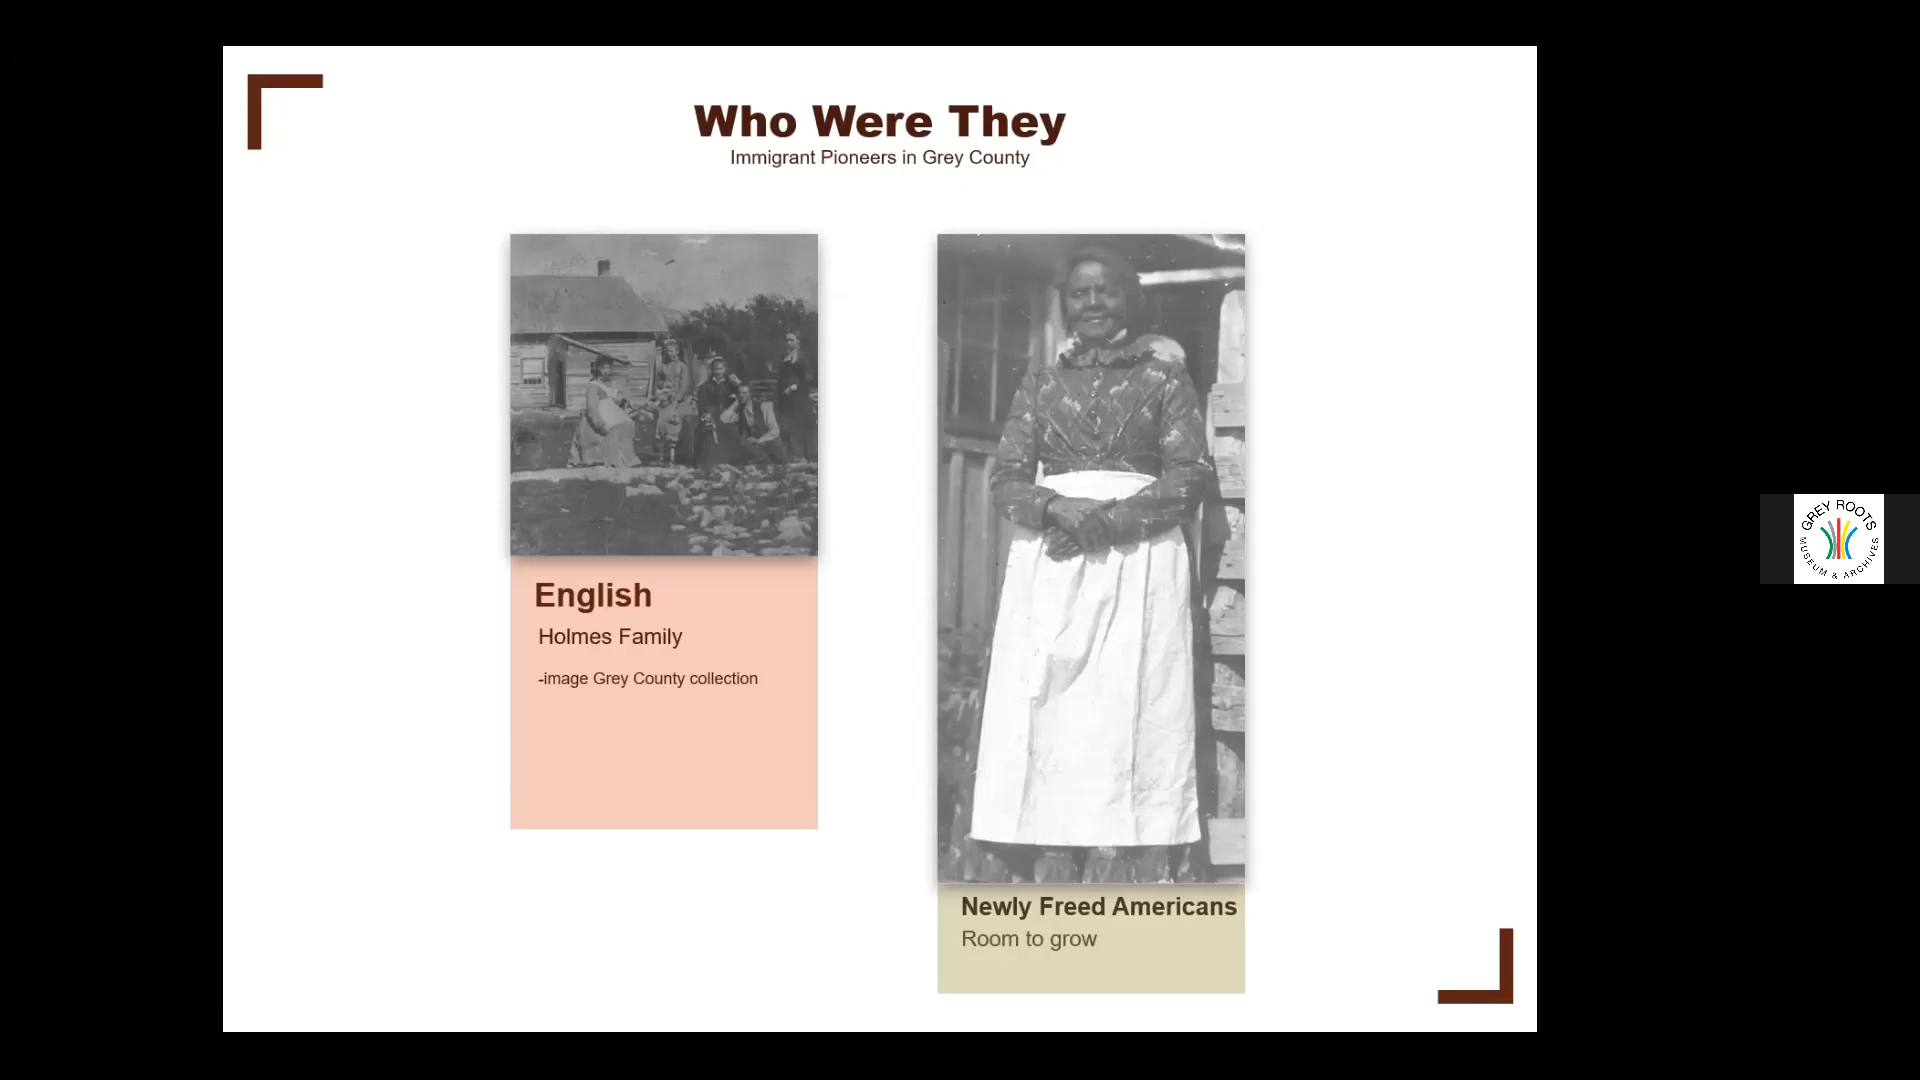 Who Were They
Immigrant Pioneers in Grey County
English
Holmes Family
-image Grey County collection
Newly Freed Americans
Room to grow
GREY ROOTS
MUSEUM & ARCHIVES